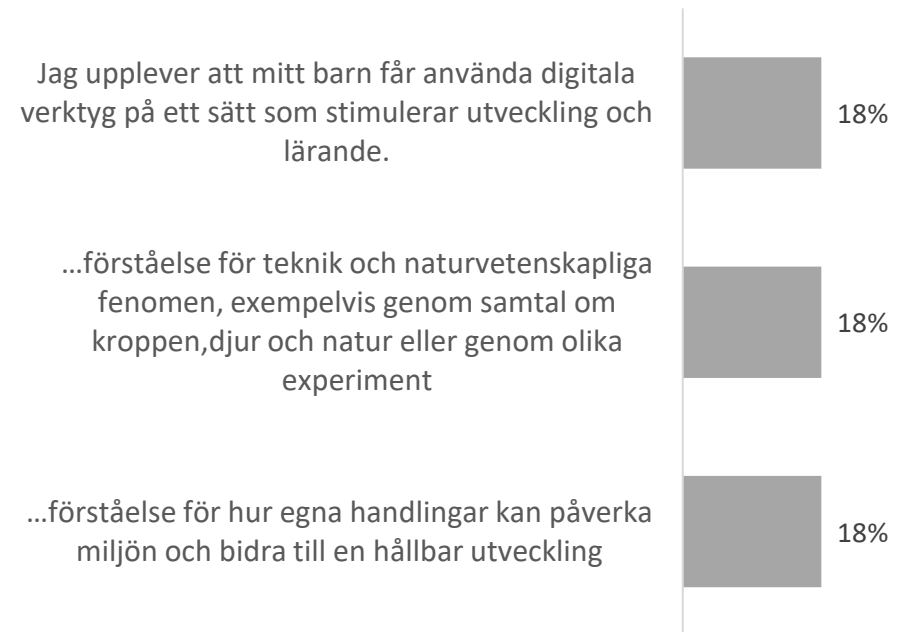 Jag upplever att mitt barn får använda digitala
verktyg på ett sätt som stimulerar utveckling och
lärande.
18%
…förståelse för teknik och naturvetenskapliga
fenomen, exempelvis genom samtal om
kroppen,djur och natur eller genom olika
experiment
18%
…förståelse för hur egna handlingar kan påverka
miljön och bidra till en hållbar utveckling
18%